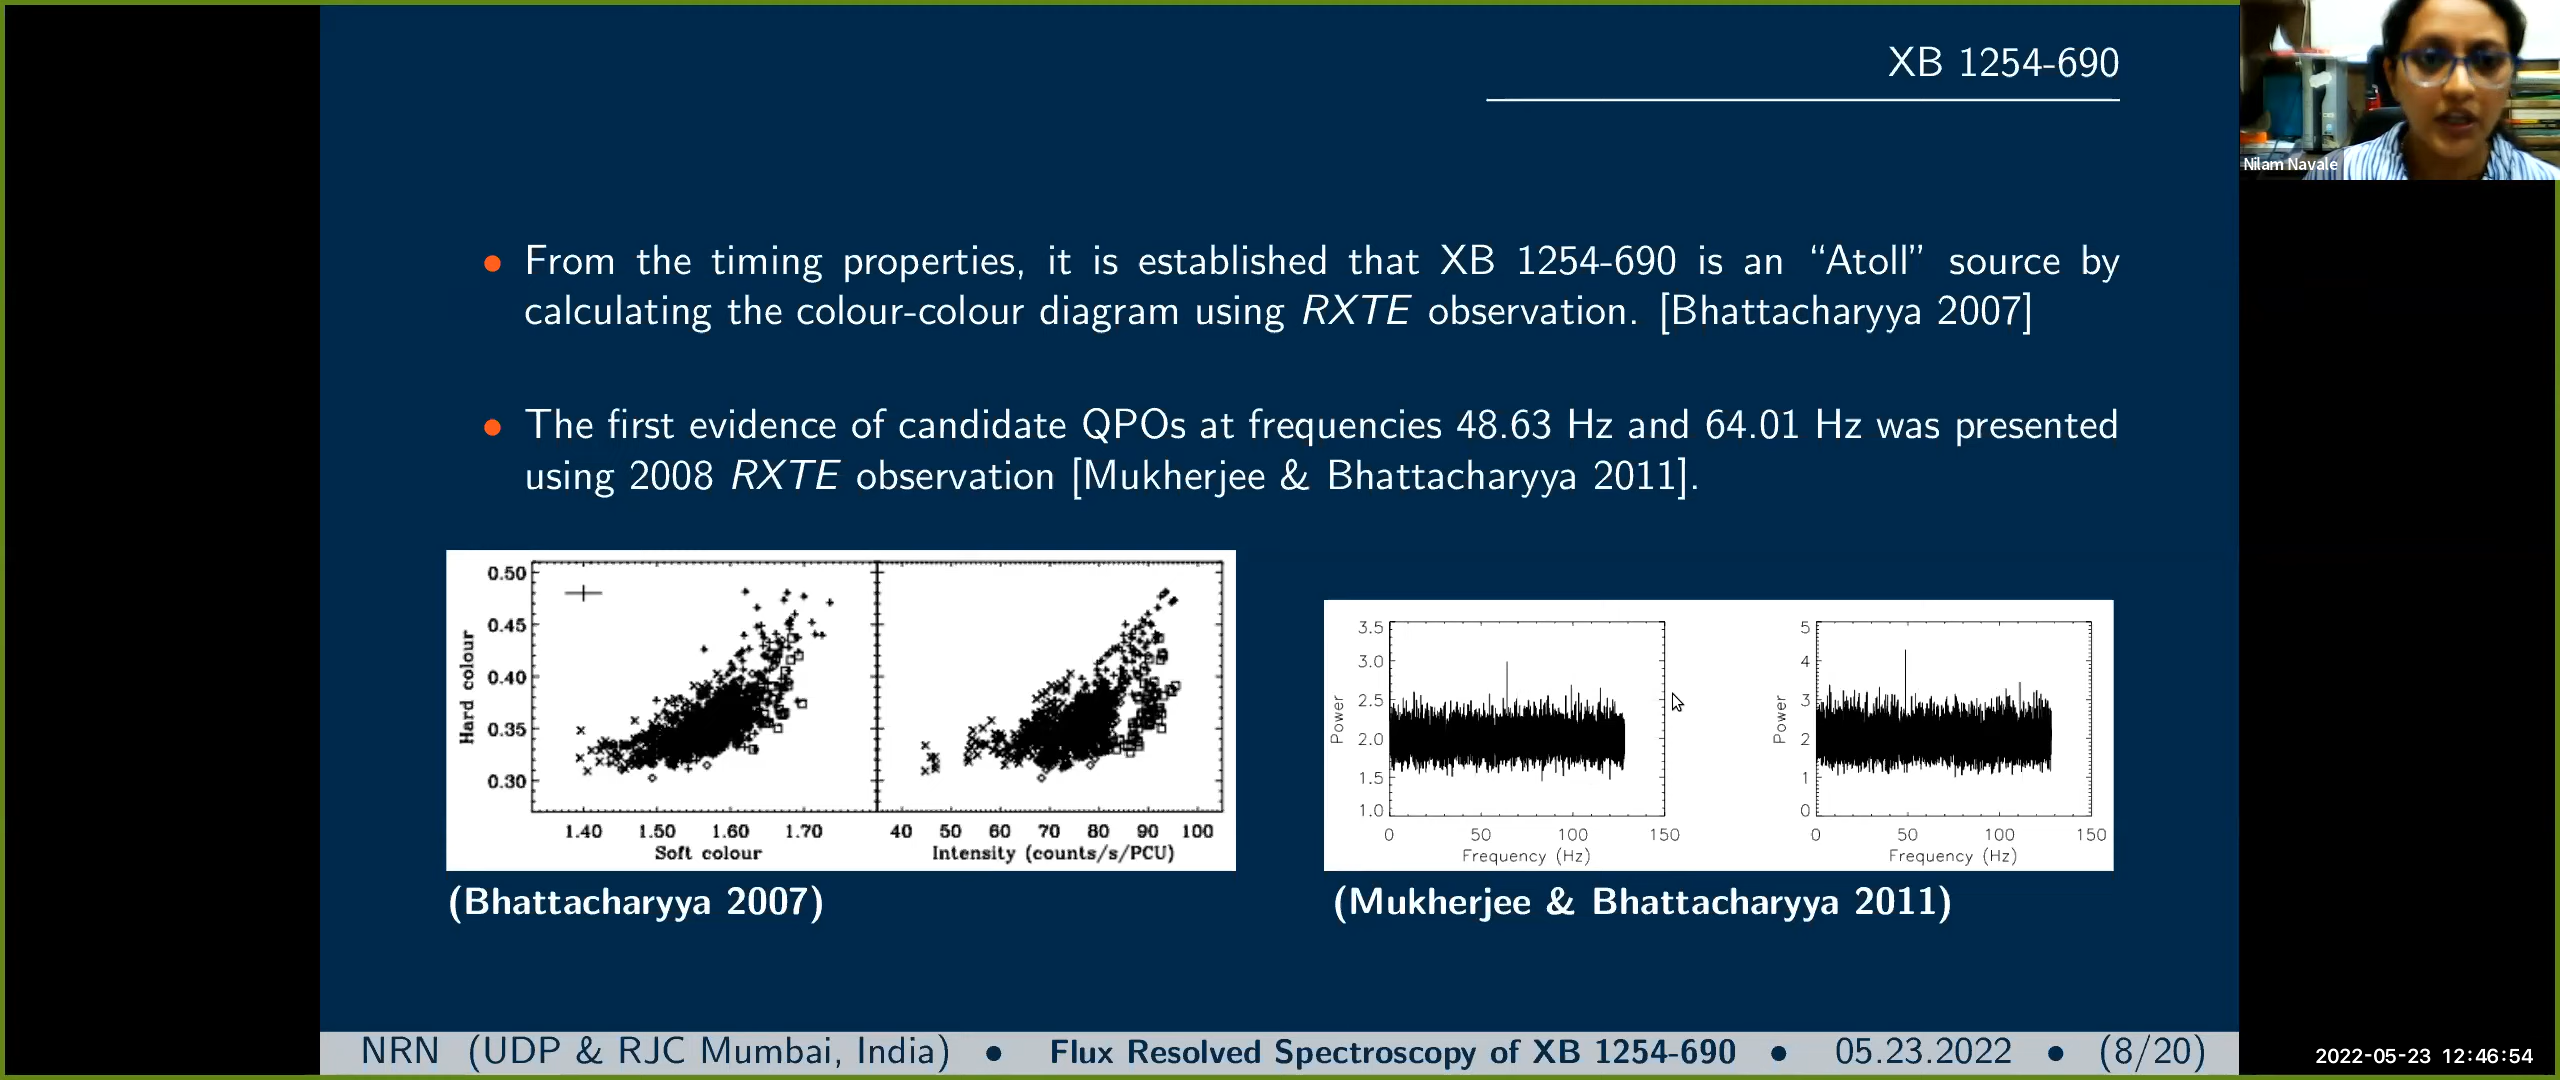 XB 1254-690
Nilam Navale
• From the timing properties, it is established that XB 1254-690 is an “Atoll” source by
calculating the colour-colour diagram using RXTE observation. [Bhattacharyya 2007]
• The first evidence of candidate QPOs at frequencies 48.63 Hz and 64.01 Hz was presented
using 2008 RXTE observation [Mukherjee & Bhattacharyya 2011].
Hard colour
0.50
0.45
0.40
0.35
0.30
1.40 1.50 1.60 1.70
Soft colour
40 50 60 70 80 90 100
Intensity (counts/s/PCU)
(Bhattacharyya 2007)
Power
3.5
3.0
2.5
2.0
1.5
1.0
0 50 100 150
Frequency (Hz)
Power
5
4
3
2
1
0
0 50 100 150
Frequency (Hz)
(Mukherjee & Bhattacharyya 2011)
NRN (UDP & RJC Mumbai, India) • Flux Resolved Spectroscopy of XB 1254-690 • 05.23.2022 • (8/20)
2022-05-23 12:46:54